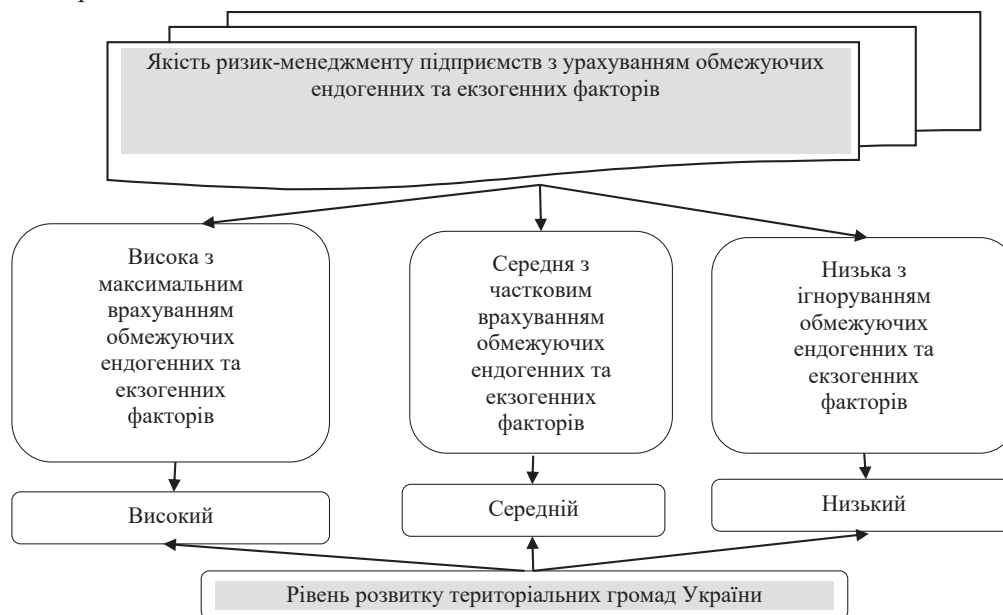 Якість ризик-менеджменту підприємств з урахуванням обмежуючих
ендогенних та екзогенних факторів
Висока з
максимальним
врахуванням
обмежуючих
ендогенних та
екзогенних
факторів
Середня з
частковим
врахуванням
обмежуючих
ендогенних та
екзогенних
факторів
Низька з
ігноруванням
обмежуючих
ендогенних та
екзогенних
факторів
Високий
Середній
Низький
Рівень розвитку територіальних громад України